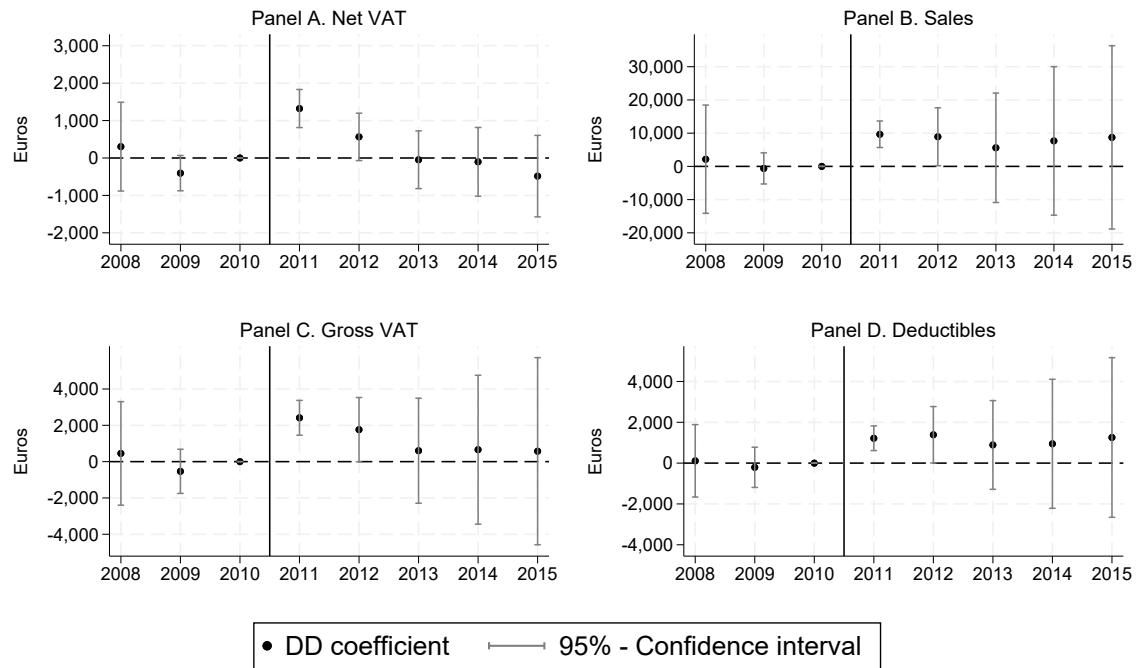 Panel A. Net VAT
3,000
2,000
1,000
0
-1,000
-2,000
Euros
2008 2009 2010 2011 2012 2013 2014 2015
Panel B. Sales
30,000
20,000
10,000
0
-10,000
-20,000
Euros
2008 2009 2010 2011 2012 2013 2014 2015
Panel C. Gross VAT
4,000
2,000
0
-2,000
-4,000
Euros
2008 2009 2010 2011 2012 2013 2014 2015
Panel D. Deductibles
4,000
2,000
0
-2,000
-4,000
Euros
2008 2009 2010 2011 2012 2013 2014 2015
DD coefficient 95% - Confidence interval